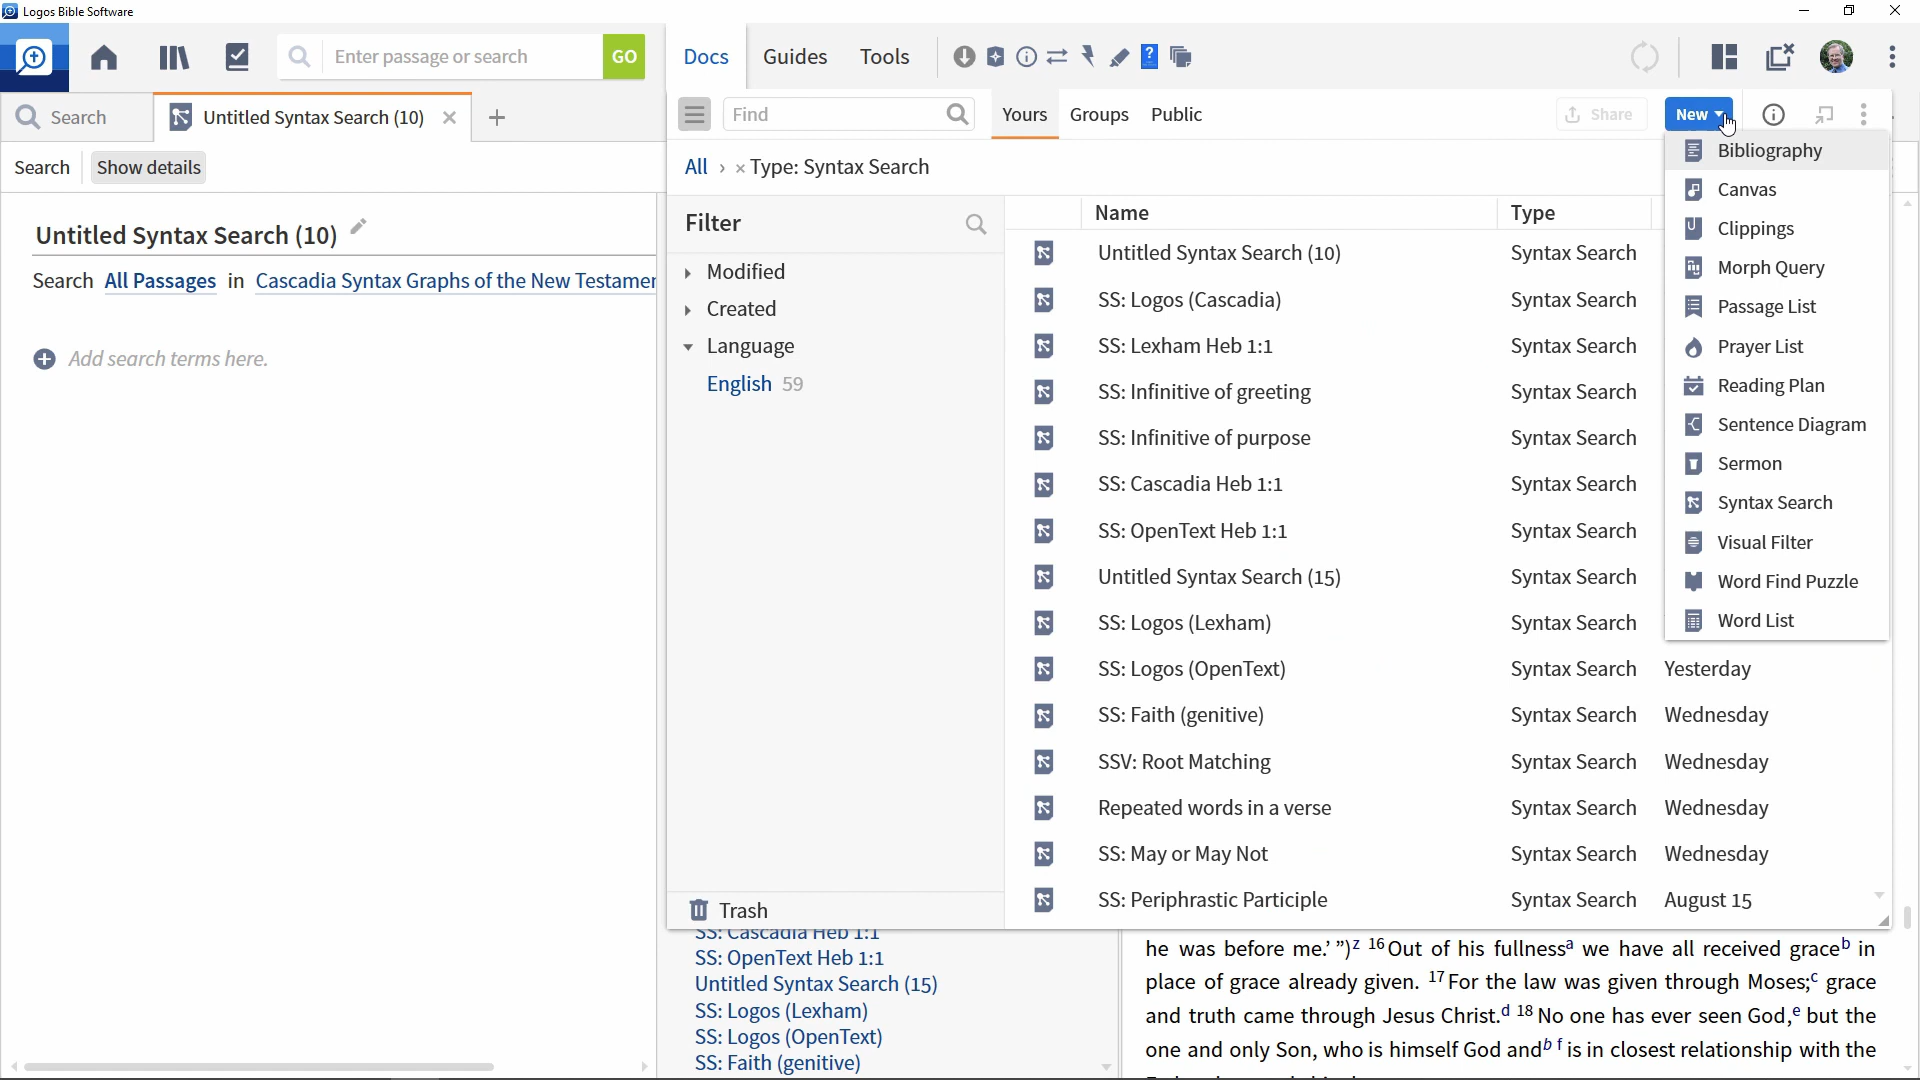 Logos Bible Software
Enter passage or search
GO
Docs
Guides
Tools
Search
Untitled Syntax Search (10)
Find
Yours
Groups
Public
Share
New
Search
Show details
All › × Type: Syntax Search
Bibliography
Canvas
Clippings
Morph Query
Passage List
Prayer List
Reading Plan
Sentence Diagram
Sermon
Syntax Search
Visual Filter
Word Find Puzzle
Word List
Untitled Syntax Search (10)
Search All Passages in Cascadia Syntax Graphs of the New
Add search terms here.
Filter
Modified
Created
Language
English 59
Trash
Name Type
Untitled Syntax Search (10) Syntax Search
SS: Logos (Cascadia) Syntax Search
SS: Lexham Heb 1:1 Syntax Search
SS: Infinitive of greeting Syntax Search
SS: Infinitive of purpose Syntax Search
SS: Cascadia Heb 1:1 Syntax Search
SS: OpenText Heb 1:1 Syntax Search
Untitled Syntax Search (15) Syntax Search
SS: Logos (Lexham) Syntax Search
SS: Logos (OpenText) Syntax Search Yesterday
SS: Faith (genitive) Syntax Search Wednesday
SSV: Root Matching Syntax Search Wednesday
Repeated words in a verse Syntax Search Wednesday
SS: May or May Not Syntax Search Wednesday
SS: Periphrastic Participle Syntax Search August 15
SS: Cascadia Heb 1:1
SS: OpenText Heb 1:1
Untitled Syntax Search (15)
SS: Logos (Lexham)
SS: Logos (OpenText)
SS: Faith (genitive)
he was before me.’ ”)z 16 Out of his fullnessa we have all received graceb in
place of grace already given. 17 For the law was given through Moses;c grace
and truth came through Jesus Christ.d 18 No one has ever seen God,e but the
one and only Son, who is himself God andb f is in closest relationship with the